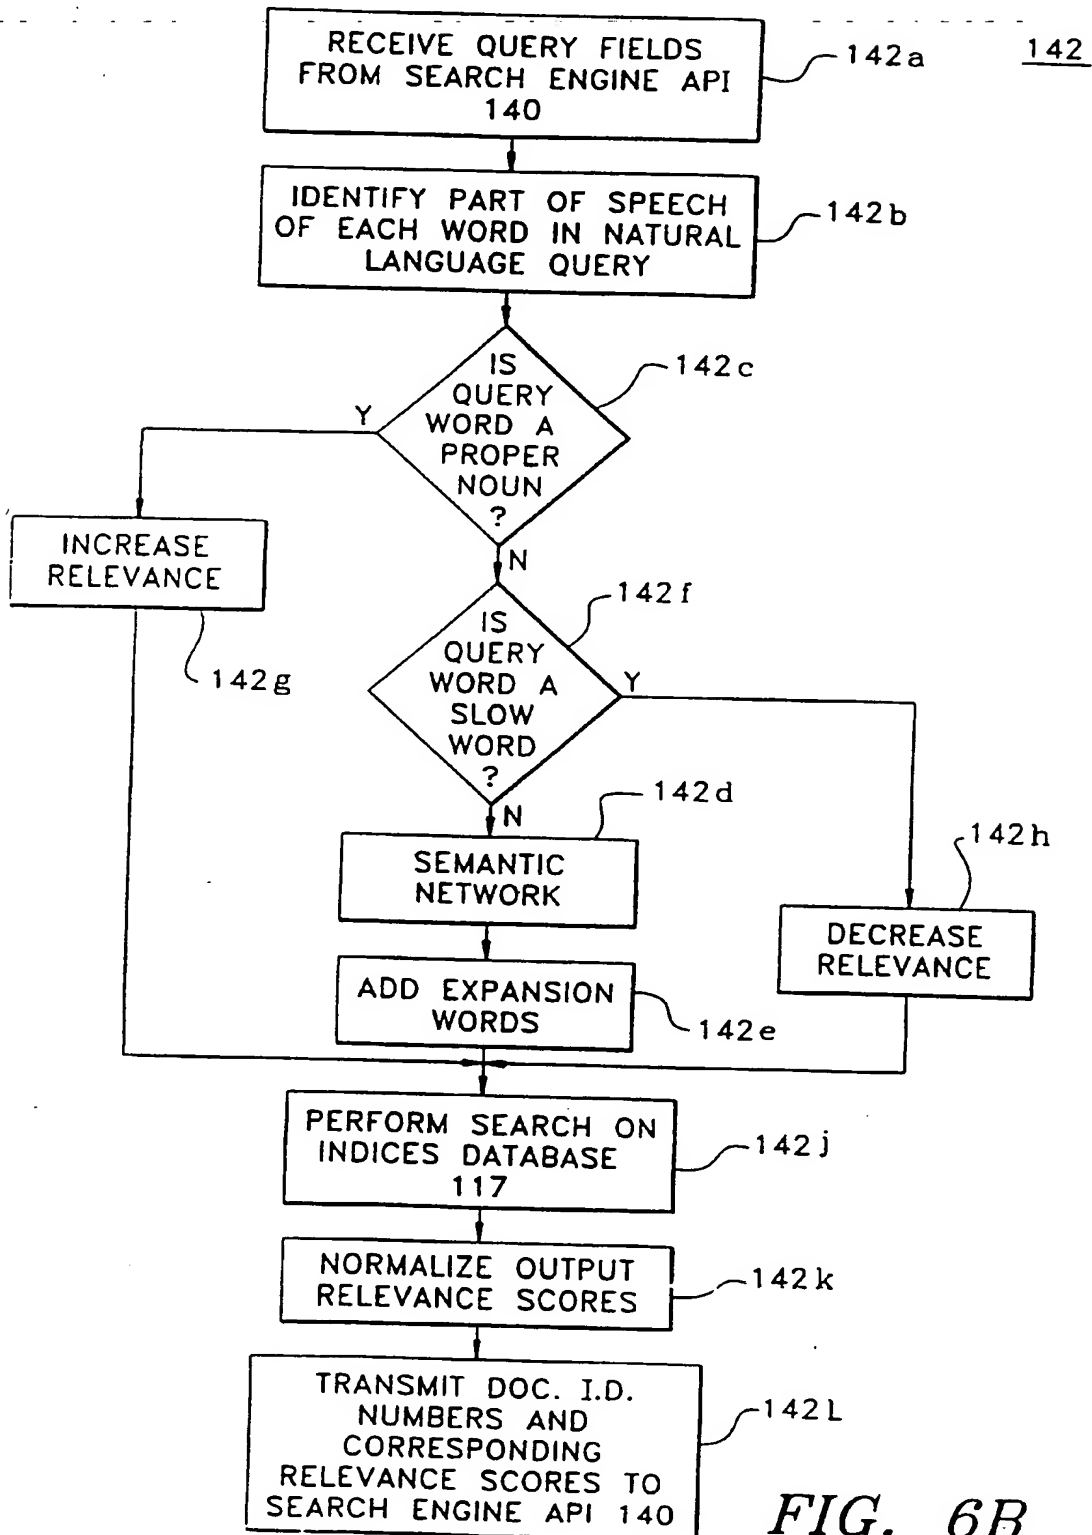 RECEIVE QUERY FIELDS
FROM SEARCH ENGINE API
140
142a
142
IDENTIFY PART OF SPEECH
OF EACH WORD IN NATURAL
LANGUAGE QUERY
142b
IS
QUERY
WORD A
PROPER
NOUN
?
142c
Y
N
INCREASE
RELEVANCE
142g
IS
QUERY
WORD A
SLOW
WORD
?
142f
Y
N
SEMANTIC
NETWORK
142d
DECREASE
RELEVANCE
142h
ADD EXPANSION
WORDS
142e
PERFORM SEARCH ON
INDICES DATABASE
117
142j
NORMALIZE OUTPUT
RELEVANCE SCORES
142k
TRANSMIT DOC. I.D.
NUMBERS AND
CORRESPONDING
RELEVANCE SCORES TO
SEARCH ENGINE API 140
142L
FIG. 6B